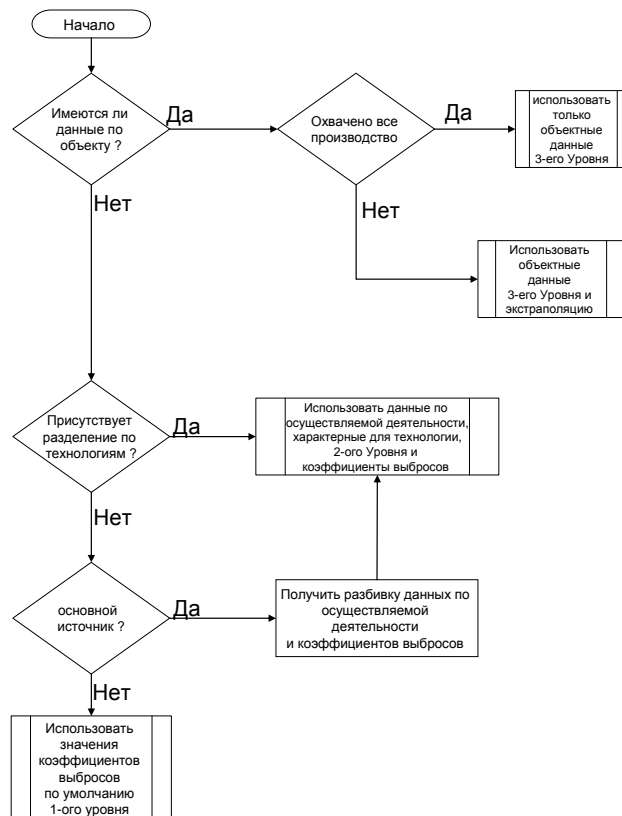 Начало
Имеются ли
данные по
объекту ?
Да
Охвачено все
производство
Да
использовать
только
объектные
данные
3-его Уровня
Нет
Нет
Использовать
объектные
данные
3-его Уровня и
экстраполяцию
Присутствует
разделение по
технологиям ?
Да
Использовать данные по
осуществляемой деятельности,
характерные для технологии,
2-ого Уровня и
коэффициенты выбросов
Нет
основной
источник ?
Да
Получить разбивку данных по
осуществляемой
деятельности
и коэффициентов выбросов
Нет
Использовать
значения
коэффициентов
выбросов
по умолчанию
1-ого уровня